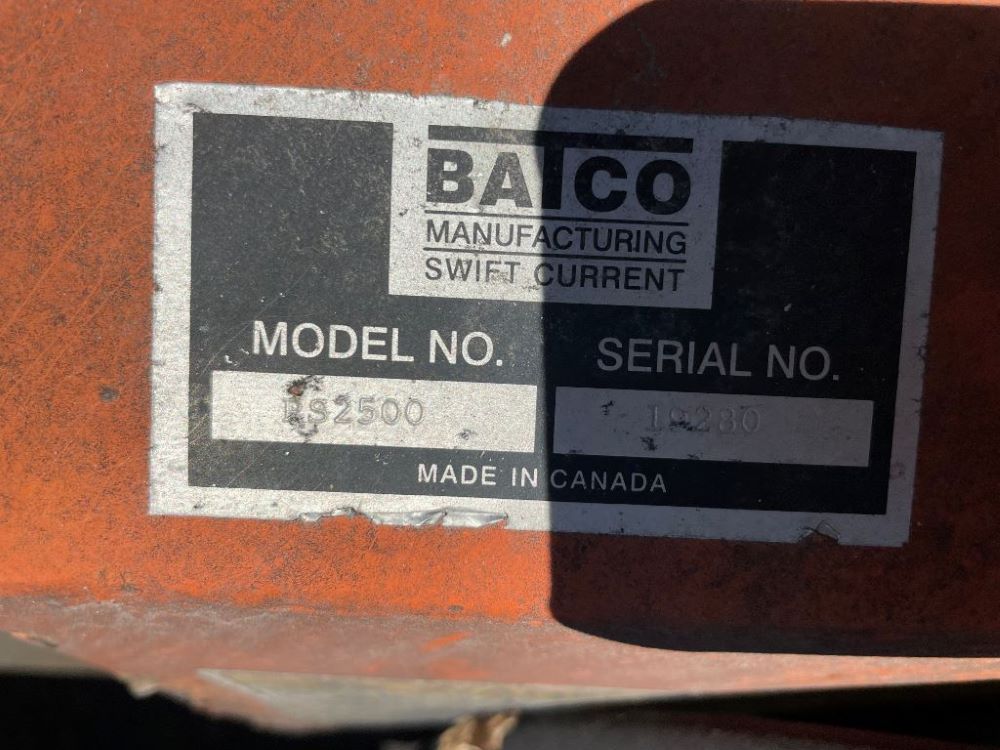 BATCO
MANUFACTURING
SWIFT CURRENT
MODEL NO.
SERIAL NO.
19280
MADE IN CANADA